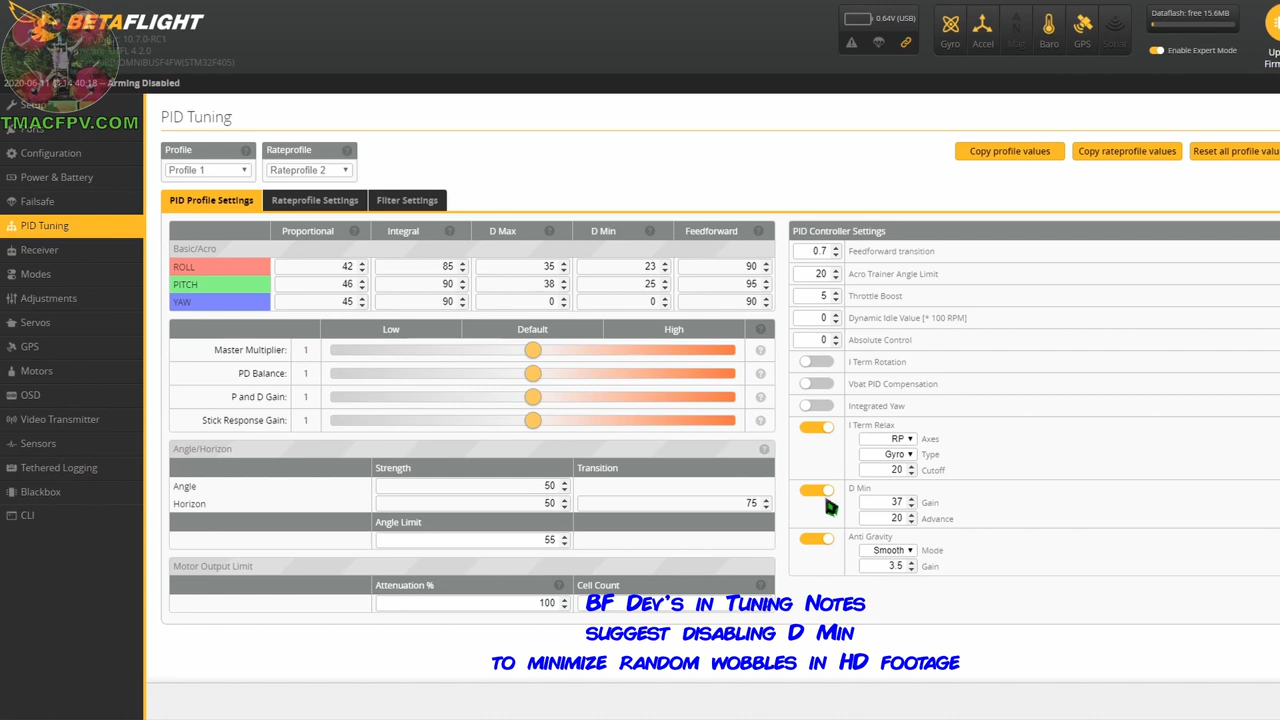 BETAFLIGHT
0.64V (USB)
Gyro
Accel
Mag
Baro
GPS
Sonar
Dataflash: free 15.6MB
Enable Expert Mode
10.7.0-RC1
4.2.0
OMNIBUSF4FW(STM32F405)
2020-06-11
14:40:18 -- Arming Disabled
TMACFPV.COM
Setup
Ports
Configuration
Power & Battery
Failsafe
PID Tuning
Receiver
Modes
Adjustments
Servos
GPS
Motors
OSD
Video Transmitter
Sensors
Tethered Logging
Blackbox
CLI
PID Tuning
Profile
Profile 1
Rateprofile
Rateprofile 2
Copy profile values
Copy rateprofile values
Reset all profile valu
PID Profile Settings
Rateprofile Settings
Filter Settings
Proportional Integral D Max D Min Feedforward
Basic/Acro
ROLL 42 85 35 23 90
PITCH 46 90 38 25 95
YAW 45 90 0 0 90
Low Default High
Master Multiplier: 1
PD Balance: 1
P and D Gain: 1
Stick Response Gain: 1
Angle/Horizon
Strength Transition
Angle 50
Horizon 50 75
Angle Limit
55
Motor Output Limit
Attenuation % Cell Count
100
PID Controller Settings
0.7 Feedforward transition
20 Acro Trainer Angle Limit
5 Throttle Boost
0 Dynamic Idle Value [* 100 RPM]
0 Absolute Control
I Term Rotation
Vbat PID Compensation
Integrated Yaw
I Term Relax
RP Axes
Gyro Type
20 Cutoff
D Min
37 Gain
20 Advance
Anti Gravity
Smooth Mode
3.5 Gain
BF Dev's in Tuning Notes
suggest disabling D Min
to minimize random wobbles in HD footage